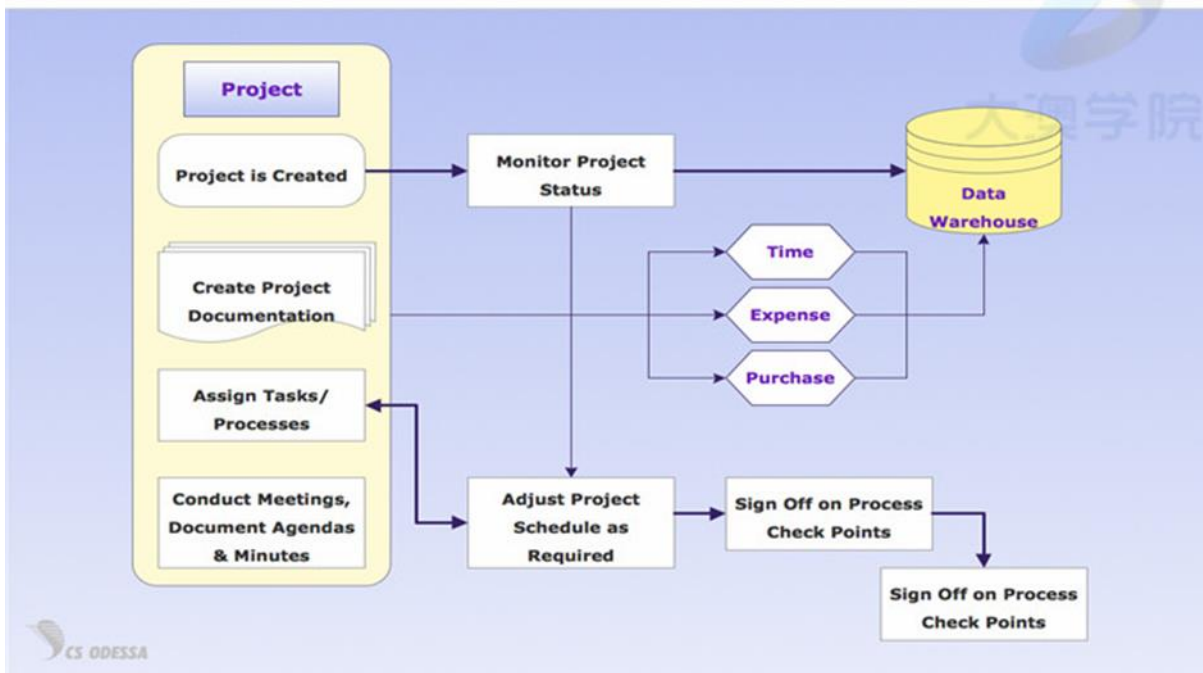 Project
Project is Created
Monitor Project
Status
大澳学院
Data
Warehouse
Create Project
Documentation
Time
Expense
Purchase
Assign Tasks/
Processes
Conduct Meetings,
Document Agendas
& Minutes
Adjust Project
Schedule as
Required
Sign Off on Process
Check Points
Sign Off on Process
Check Points
CS ODESSA